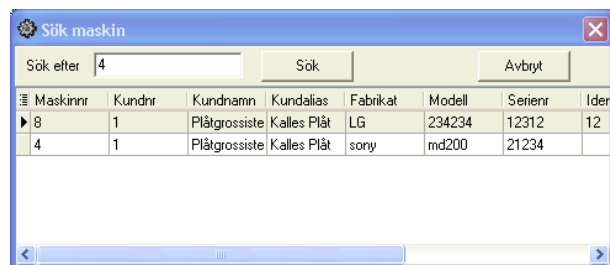 Sök maskin
Sök efter 4 Sök Avbryt
Maskinnr Kundnr Kundnamn Kundalias Fabrikat Modell Serienr Iden
8 1 Plåtgrossiste Kalles Plåt LG 234234 12312 12
4 1 Plåtgrossiste Kalles Plåt sony md200 21234